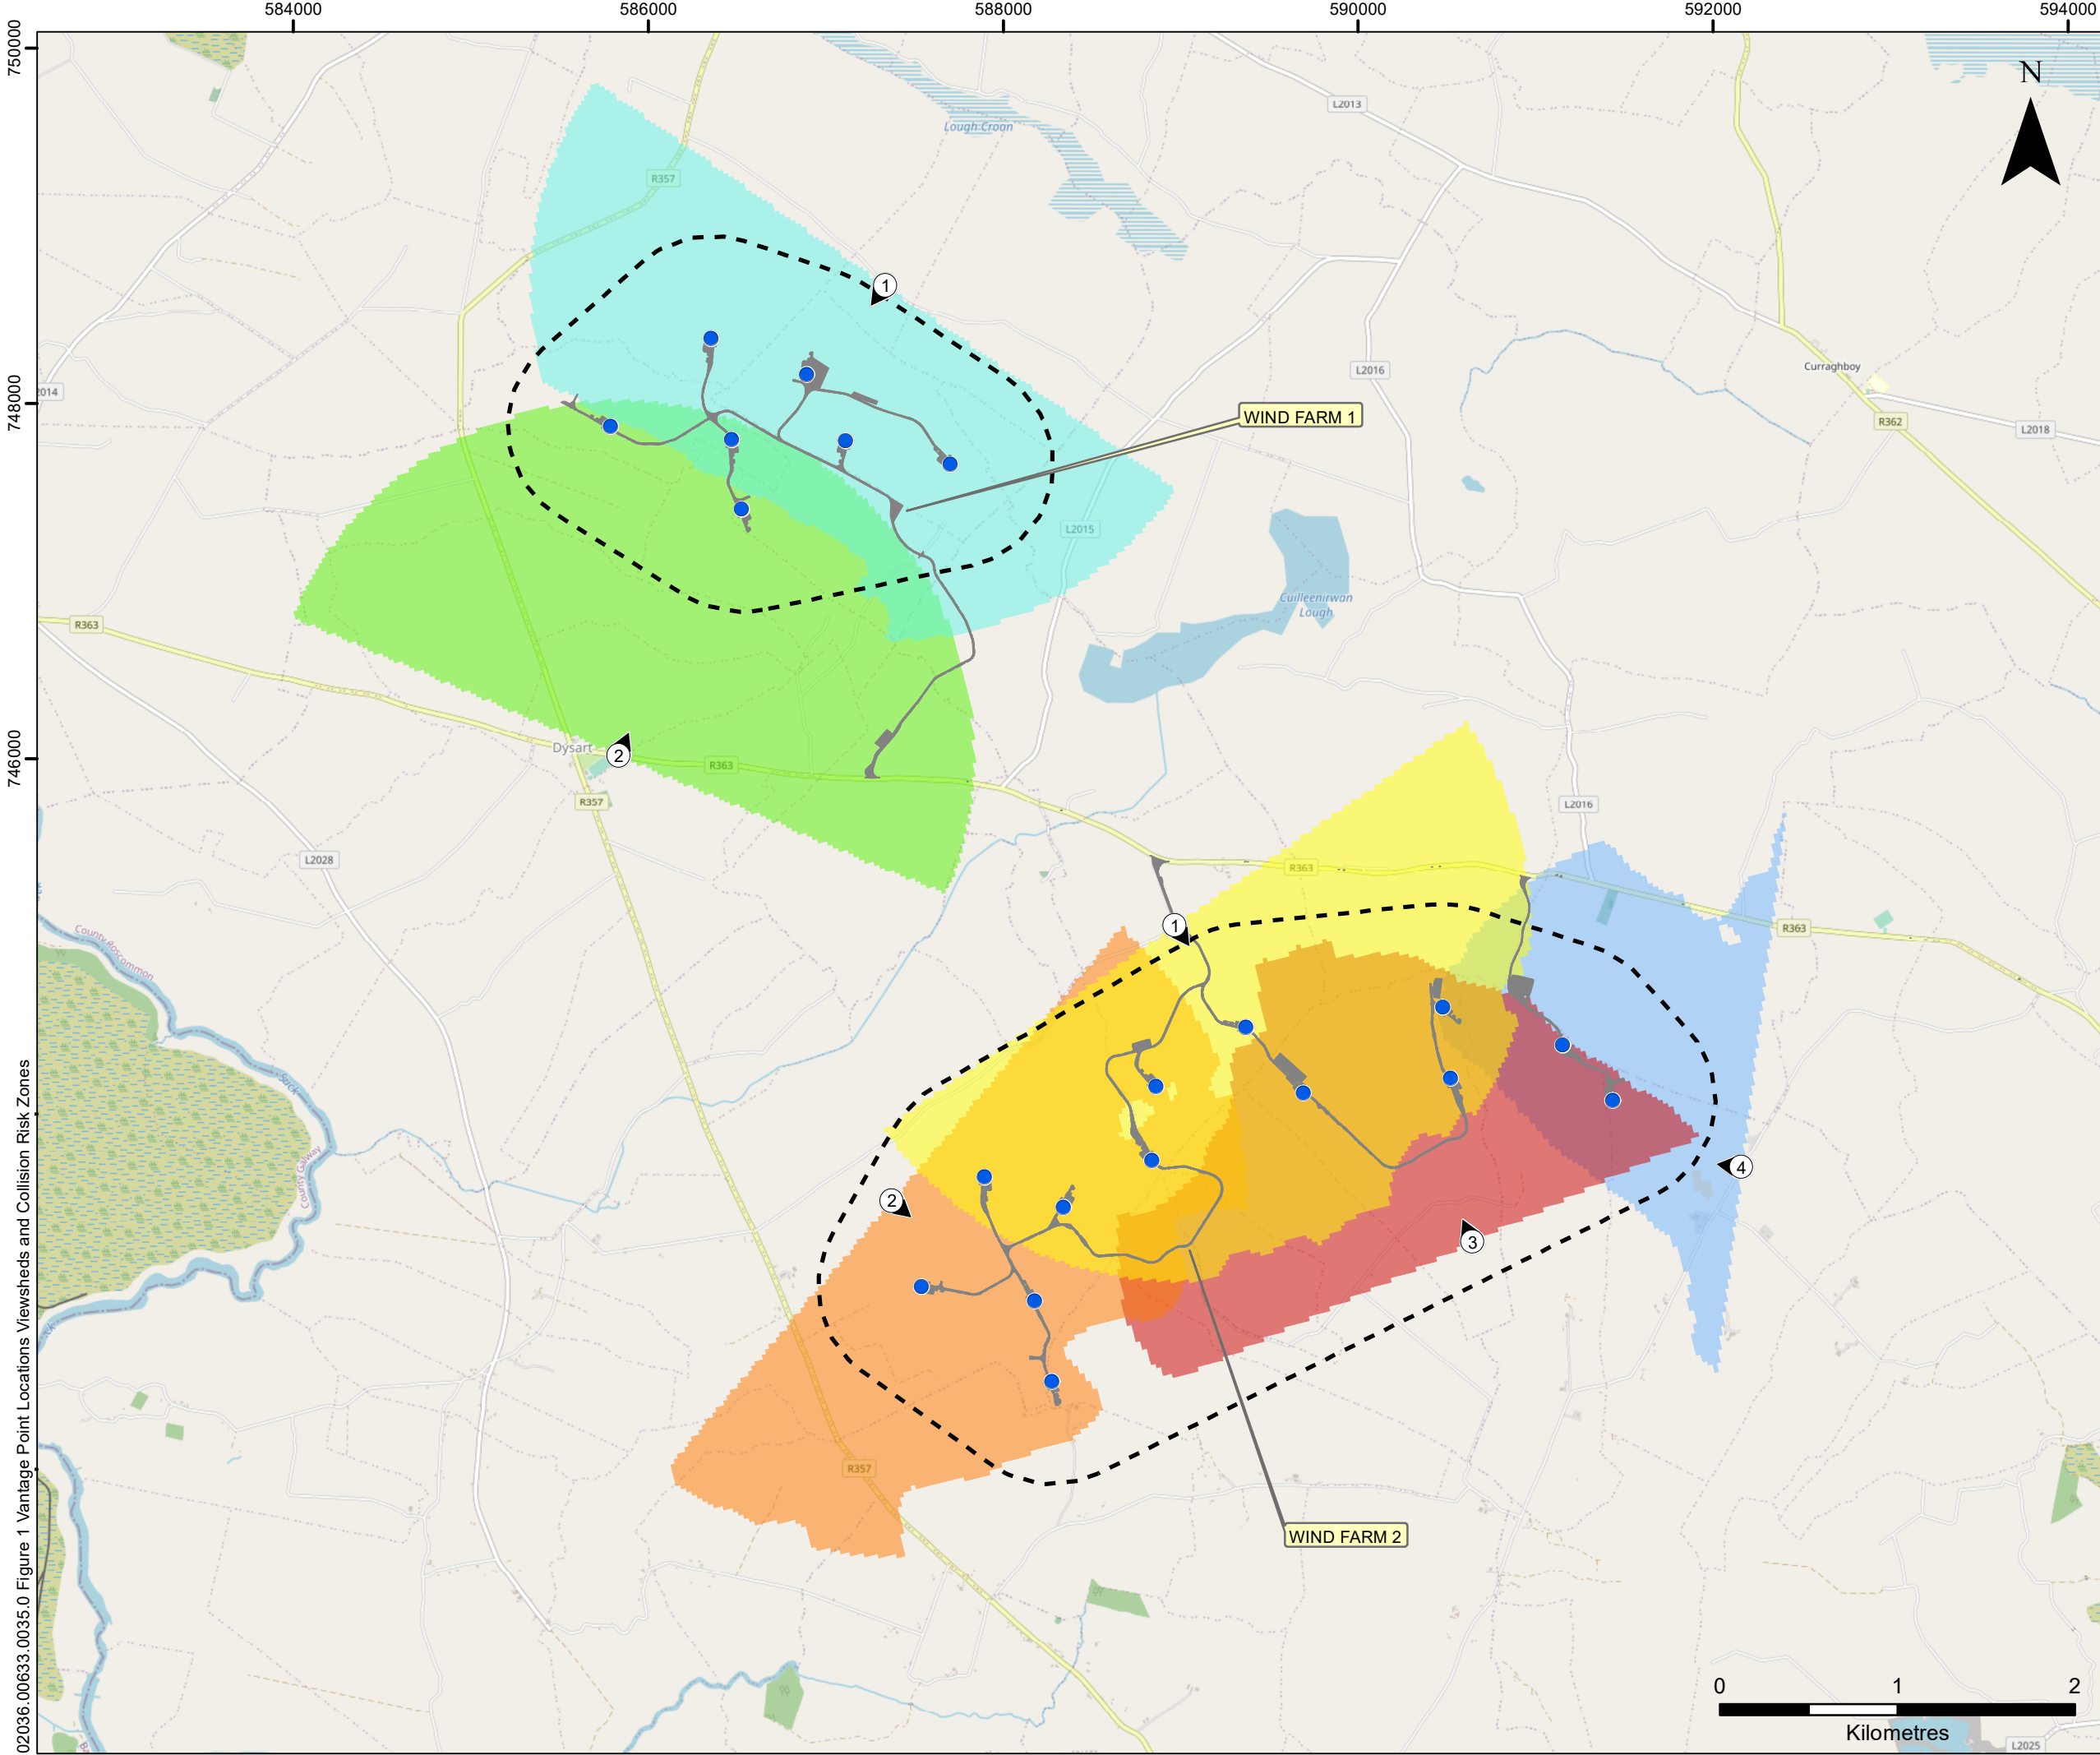 584000
586000
588000
590000
592000
594000
750000
748000
746000
N
L2013
Lough Croan
R357
1
L2016
Curraghboy
2014
R362
L2018
WIND FARM 1
L2015
Cuilleenirwan
Lough
R363
Dysart
2
R363
R357
L2016
L2028
R363
R363
1
County Roscommon
Suck
County Galway
4
2
3
R357
WIND FARM 2
0
1
2
Kilometres
L2025
02036.00633.0035.0 Figure 1 Vantage Point Locations Viewsheds and Collision Risk Zones